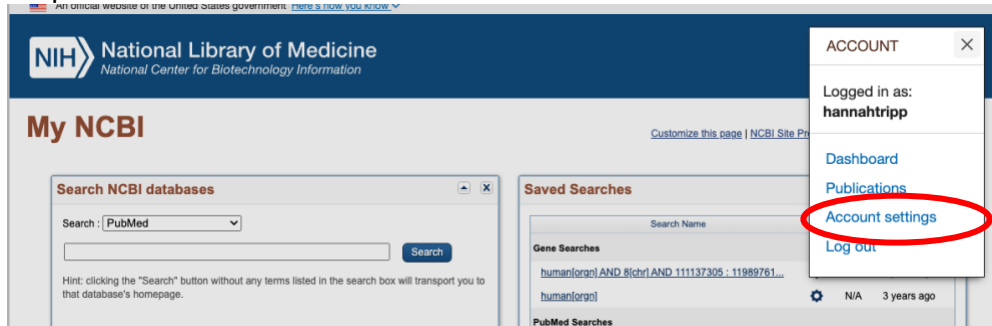 An official website of the United States government Here's how you know
NIH National Library of Medicine
National Center for Biotechnology Information
ACCOUNT
Logged in as:
hannahtripp
Dashboard
Publications
Account settings
Log out
My NCBI
Customize this page | NCBI Site
Search NCBI databases
Search : PubMed
Search
Hint: clicking the "Search" button without any terms listed in the search box will transport you to
that database's homepage.
Saved Searches
Search Name
Gene Searches
human[orgn] AND 8[chr] AND 111137305 : 11989761...
human[orgn] N/A 3 years ago
PubMed Searches